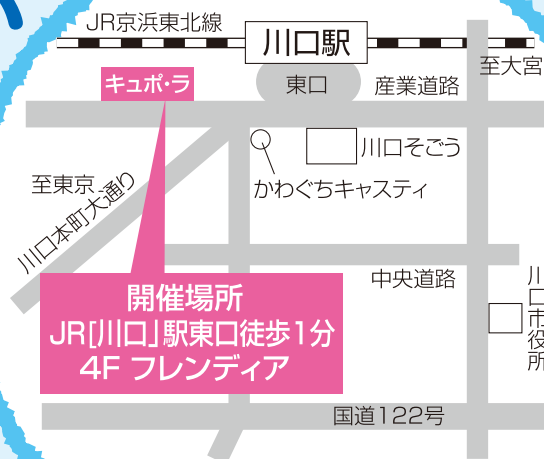 JR京浜東北線
川口駅
至大宮
キュポ・ラ
東口
産業道路
川口そごう
至東京
かわぐちキャスティ
川口本町大通り
中央道路
川口市役所
開催場所
JR[川口」駅東口徒歩1分
4F フレンディア
国道122号